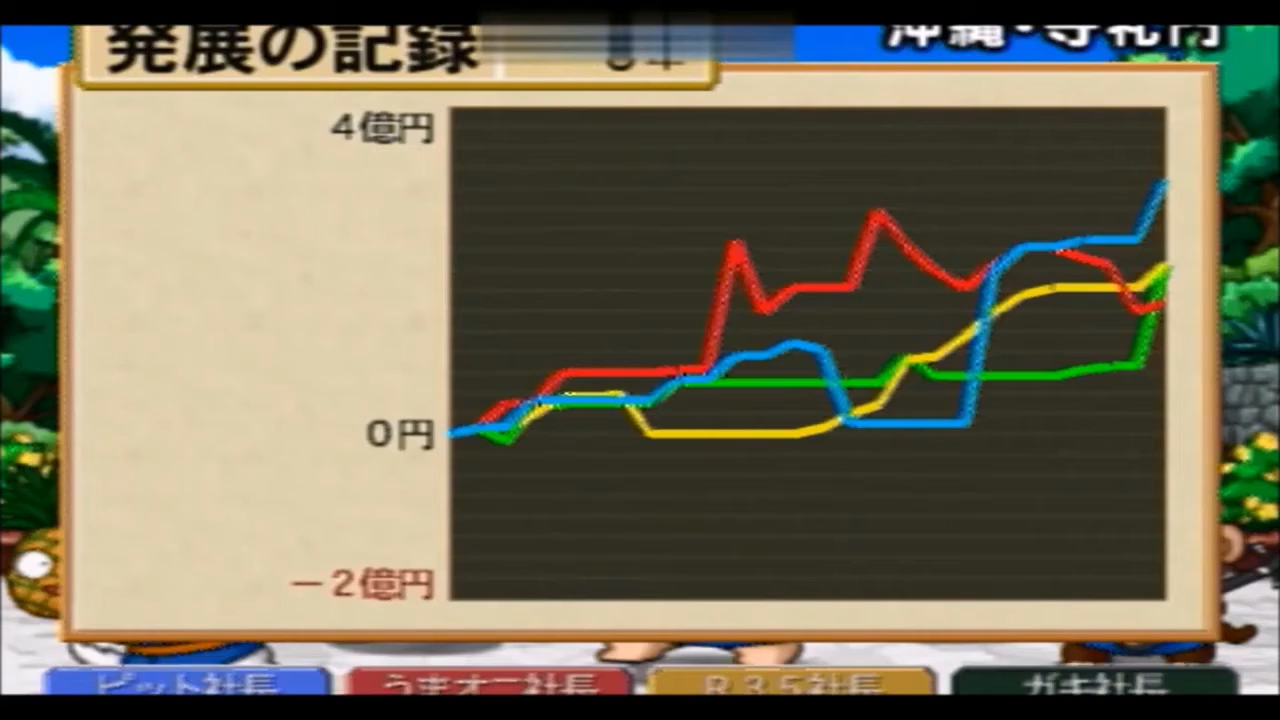 発展の記録
沖縄・守礼門
4億円
0円
−2億円
ピット社長
うまオニ社長
R35社長
ガキ社長